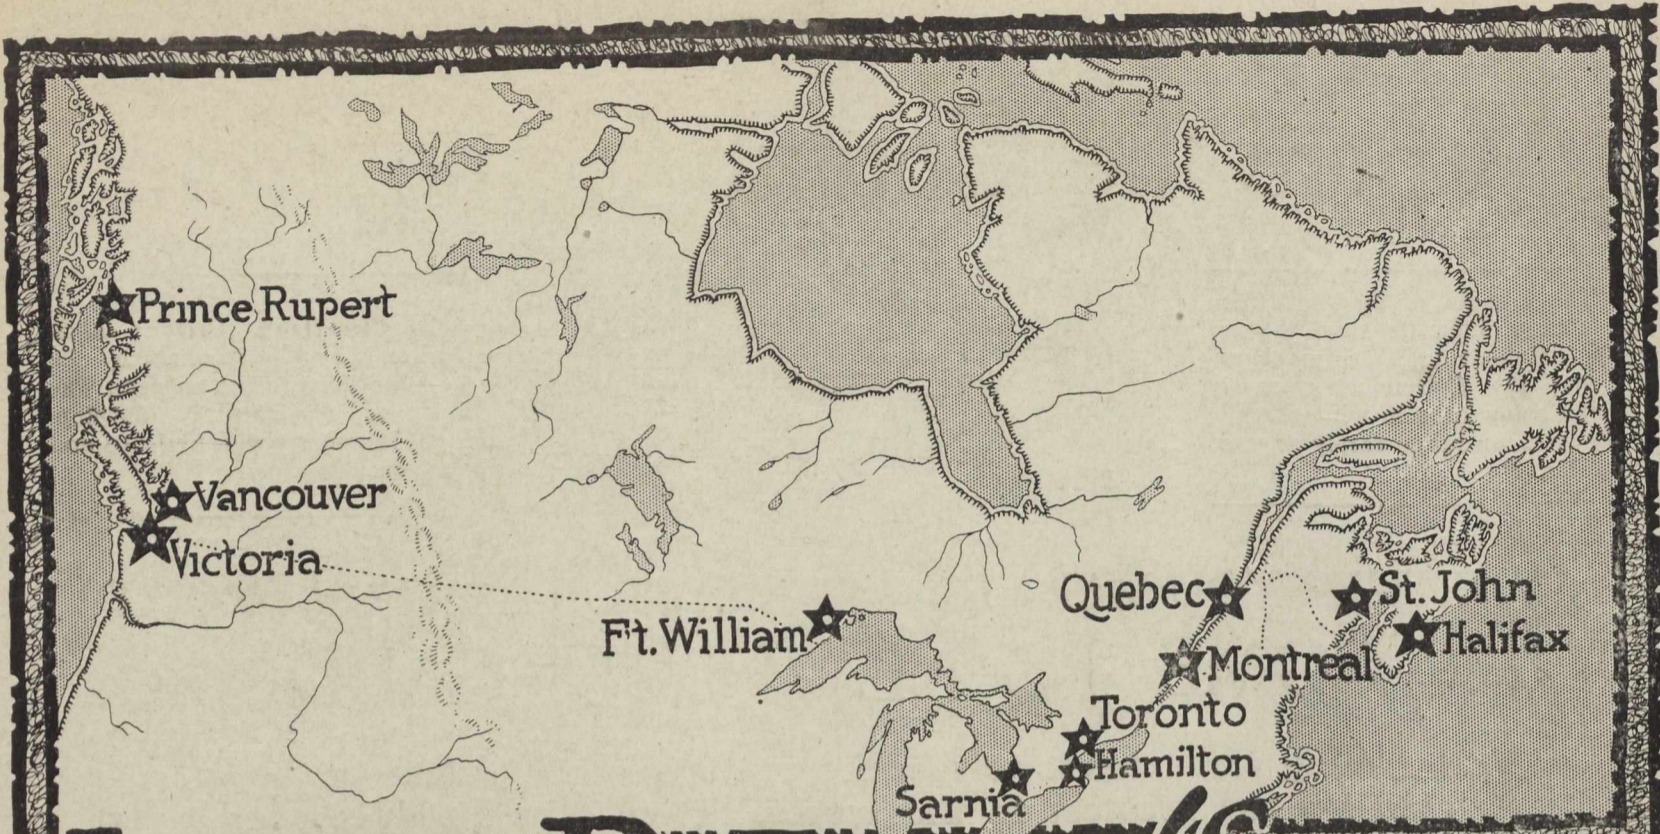 Prince Rupert
Vancouver
Victoria
Ft. William
Quebec
St. John
Halifax
Montreal
Toronto
Hamilton
Sarnia